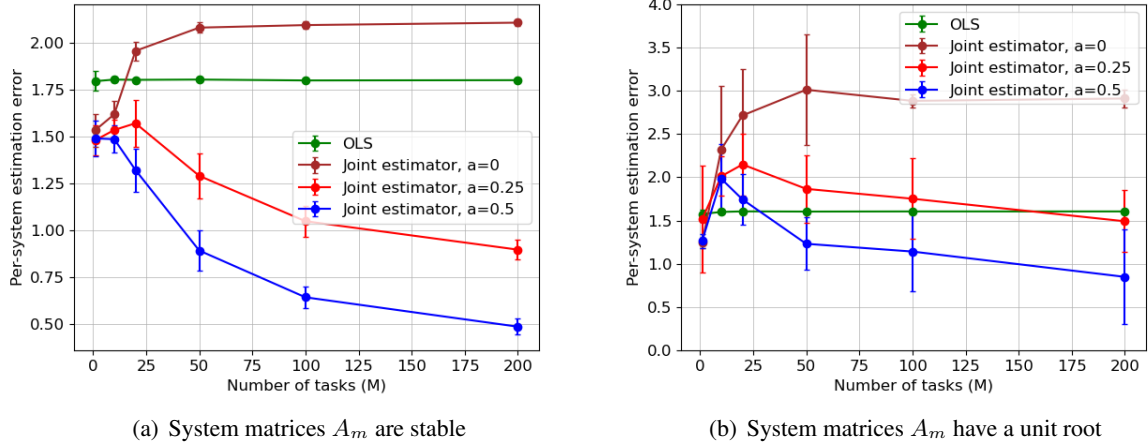 2.00
1.75
1.50
1.25
1.00
0.75
0.50
Per-system estimation error
OLS
Joint estimator, a=0
Joint estimator, a=0.25
Joint estimator, a=0.5
0 25 50 75 100 125 150 175 200
Number of tasks (M)
(a) System matrices A_m are stable
4.0
3.5
3.0
2.5
2.0
1.5
1.0
0.5
0.0
Per-system estimation error
OLS
Joint estimator, a=0
Joint estimator, a=0.25
Joint estimator, a=0.5
0 25 50 75 100 125 150 175 200
Number of tasks (M)
(b) System matrices A_m have a unit root